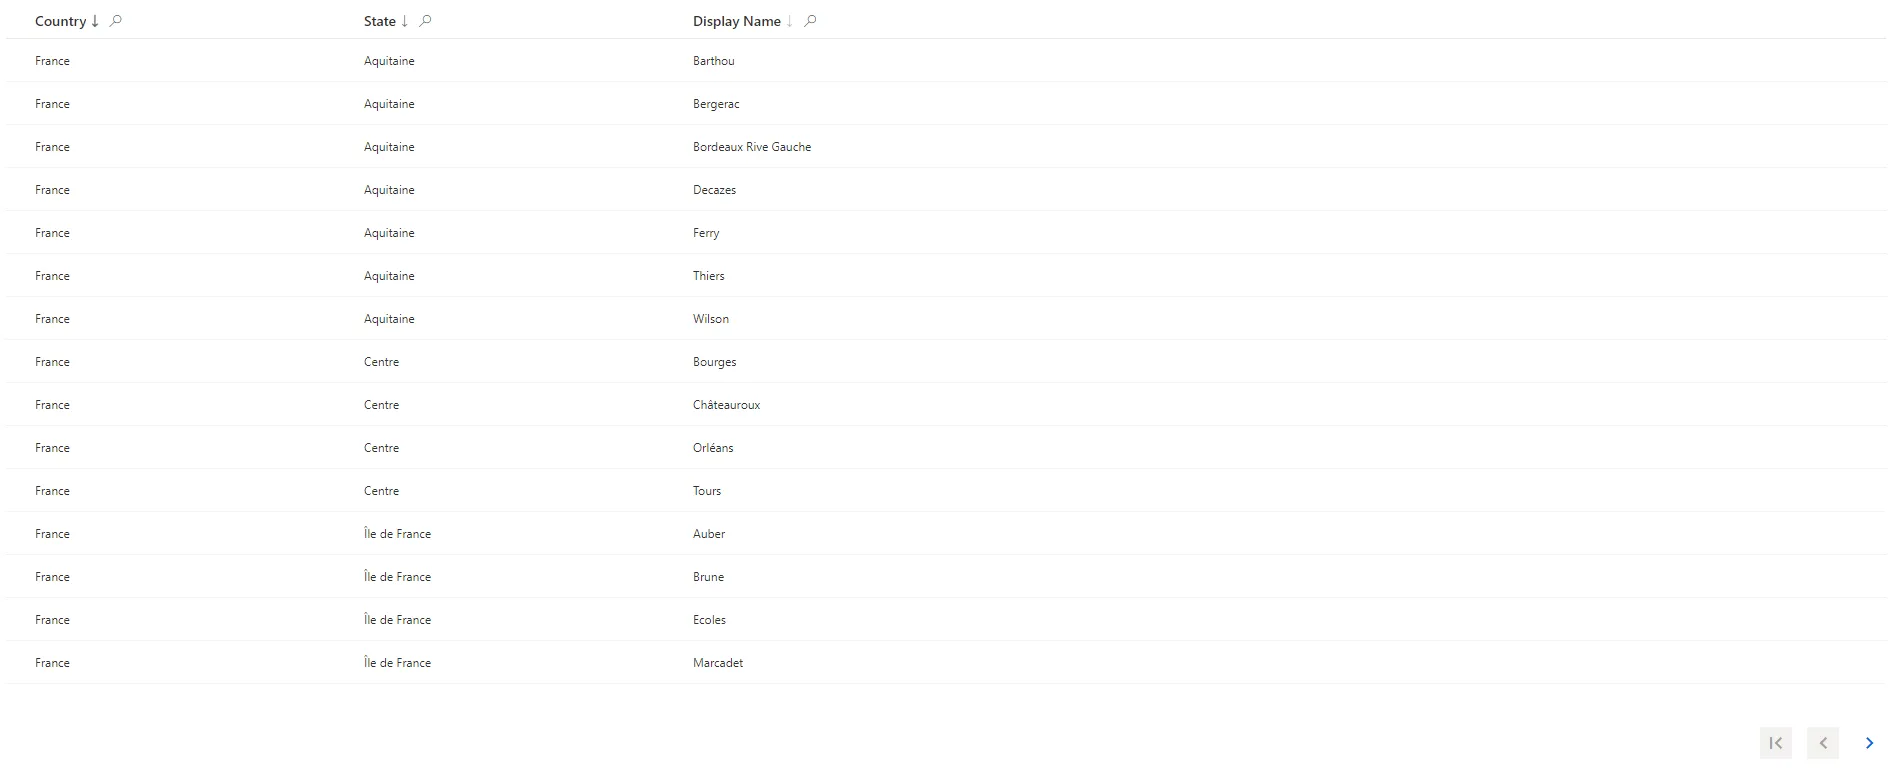 Country State Display Name
France Aquitaine Barthou
France Aquitaine Bergerac
France Aquitaine Bordeaux Rive Gauche
France Aquitaine Decazes
France Aquitaine Ferry
France Aquitaine Thiers
France Aquitaine Wilson
France Centre Bourges
France Centre Châteauroux
France Centre Orléans
France Centre Tours
France Île de France Auber
France Île de France Brune
France Île de France Ecoles
France Île de France Marcadet